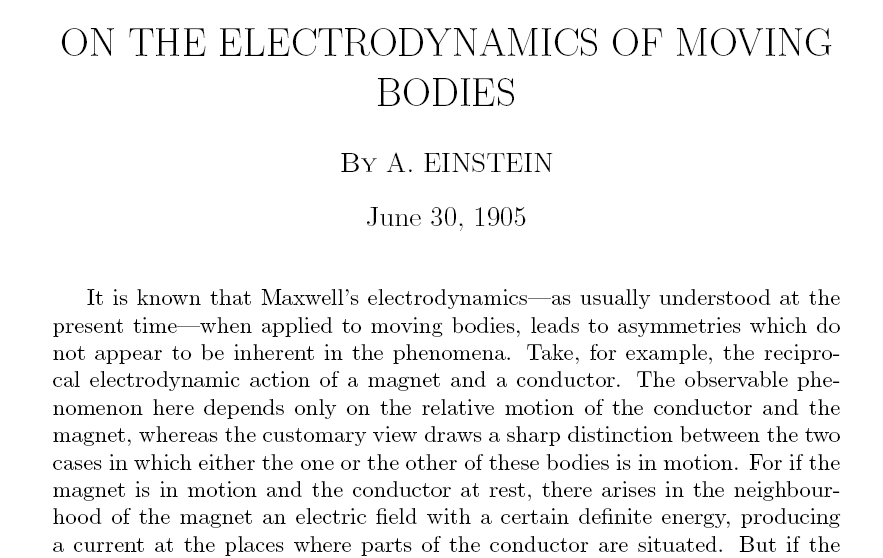 ON THE ELECTRODYNAMICS OF MOVING
BODIES
By A. EINSTEIN
June 30, 1905
It is known that Maxwell's electrodynamics—as usually understood at the
present time—when applied to moving bodies, leads to asymmetries which do
not appear to be inherent in the phenomena. Take, for example, the recipro-
cal electrodynamic action of a magnet and a conductor. The observable phe-
nomenon here depends only on the relative motion of the conductor and the
magnet, whereas the customary view draws a sharp distinction between the two
cases in which either the one or the other of these bodies is in motion. For if the
magnet is in motion and the conductor at rest, there arises in the neighbour-
hood of the magnet an electric field with a certain definite energy, producing
a current at the places where parts of the conductor are situated. But if the